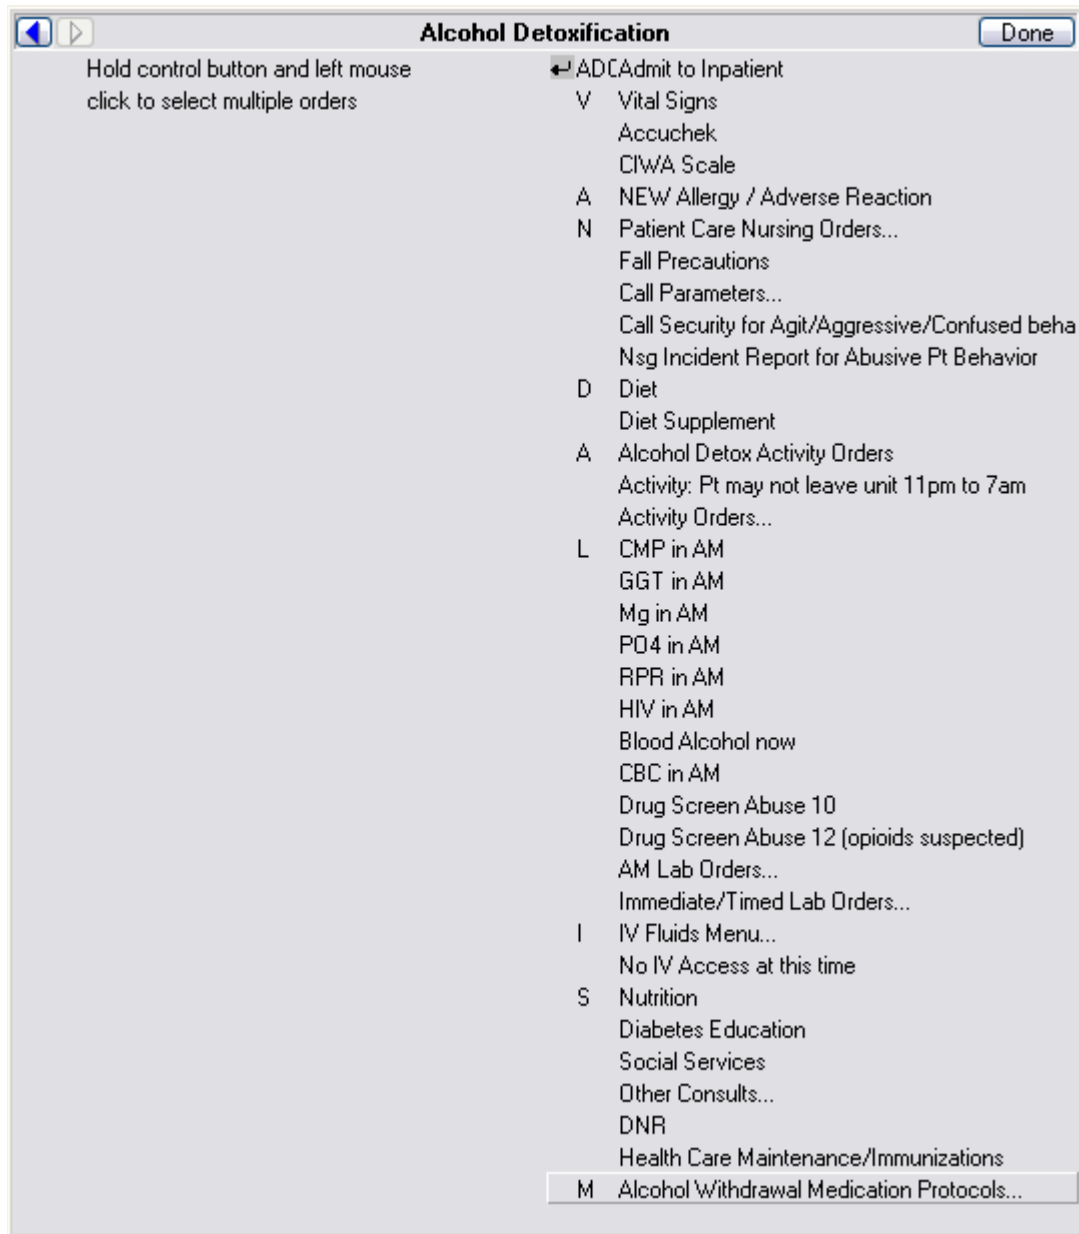 Alcohol Detoxification Done
Hold control button and left mouse
click to select multiple orders
ADC Admit to Inpatient
V Vital Signs
Accuchek
CIWA Scale
A NEW Allergy / Adverse Reaction
N Patient Care Nursing Orders...
Fall Precautions
Call Parameters...
Call Security for Agit/Aggressive/Confused beha
Nsg Incident Report for Abusive Pt Behavior
D Diet
Diet Supplement
A Alcohol Detox Activity Orders
Activity: Pt may not leave unit 11pm to 7am
Activity Orders...
L CMP in AM
GGT in AM
Mg in AM
PO4 in AM
RPR in AM
HIV in AM
Blood Alcohol now
CBC in AM
Drug Screen Abuse 10
Drug Screen Abuse 12 (opioids suspected)
AM Lab Orders...
Immediate/Timed Lab Orders...
I IV Fluids Menu...
No IV Access at this time
S Nutrition
Diabetes Education
Social Services
Other Consults...
DNR
Health Care Maintenance/Immunizations
M Alcohol Withdrawal Medication Protocols...